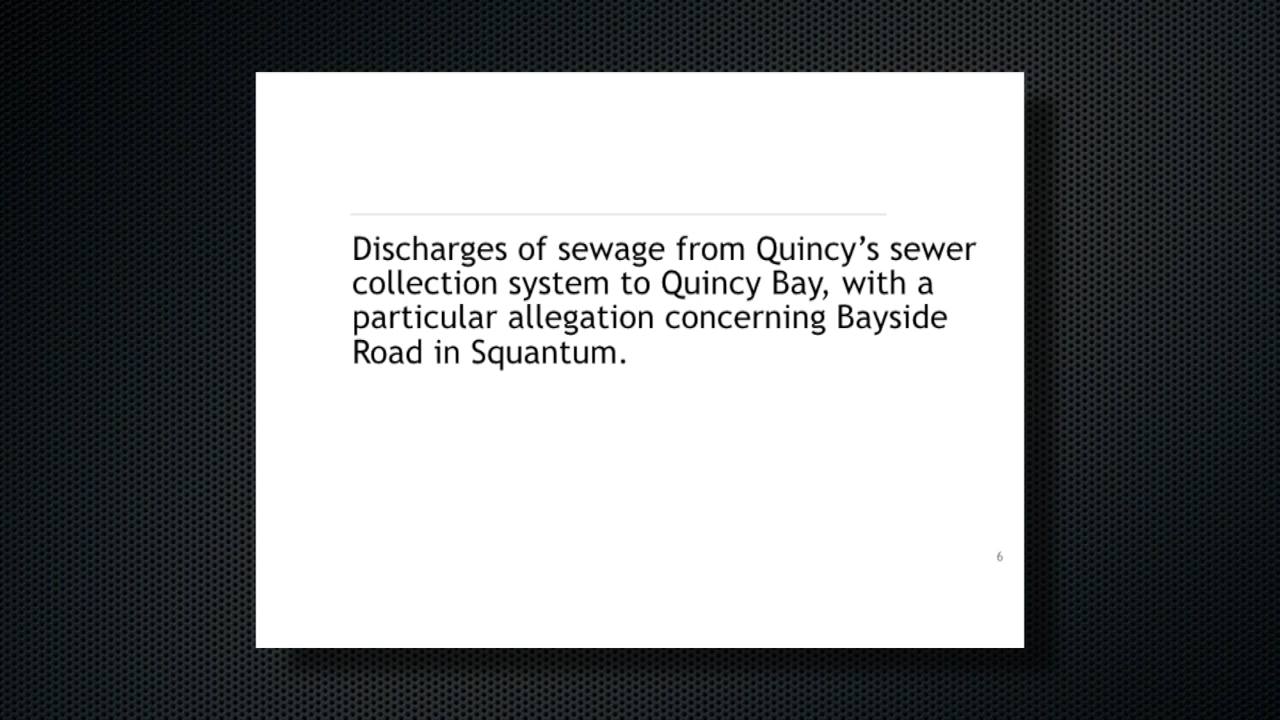 Discharges of sewage from Quincy’s sewer
collection system to Quincy Bay, with a
particular allegation concerning Bayside
Road in Squantum.
6